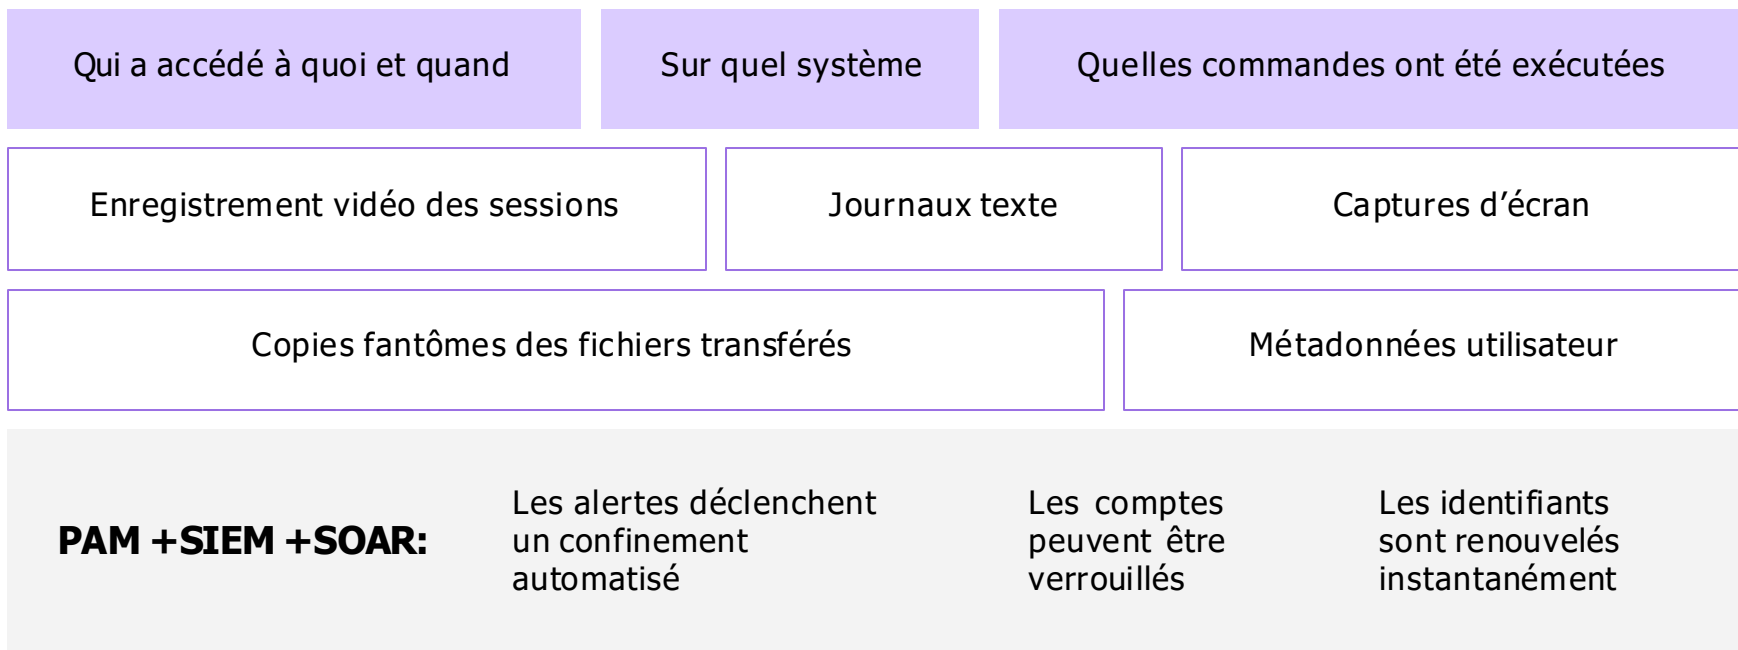 Qui a accédé à quoi et quand
Sur quel système
Quelles commandes ont été exécutées
Enregistrement vidéo des sessions
Journaux texte
Captures d’écran
Copies fantômes des fichiers transférés
Métadonnées utilisateur
PAM +SIEM +SOAR:
Les alertes déclenchent
un confinement
automatisé
Les comptes
peuvent être
verrouillés
Les identifiants
sont renouvelés
instantanément